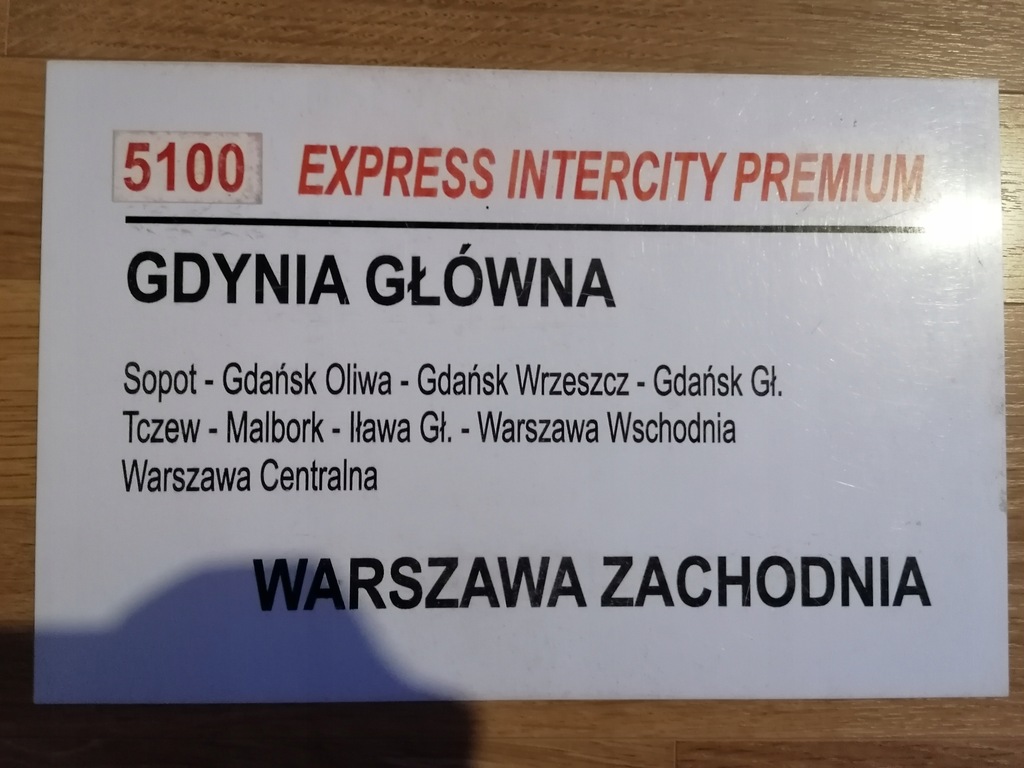 5100 EXPRESS INTERCITY PREMIUM
GDYNIA GŁÓWNA
Sopot - Gdańsk Oliwa - Gdańsk Wrzeszcz - Gdańsk Gł.
Tczew - Malbork - Iława Gł. - Warszawa Wschodnia
Warszawa Centralna
WARSZAWA ZACHODNIA